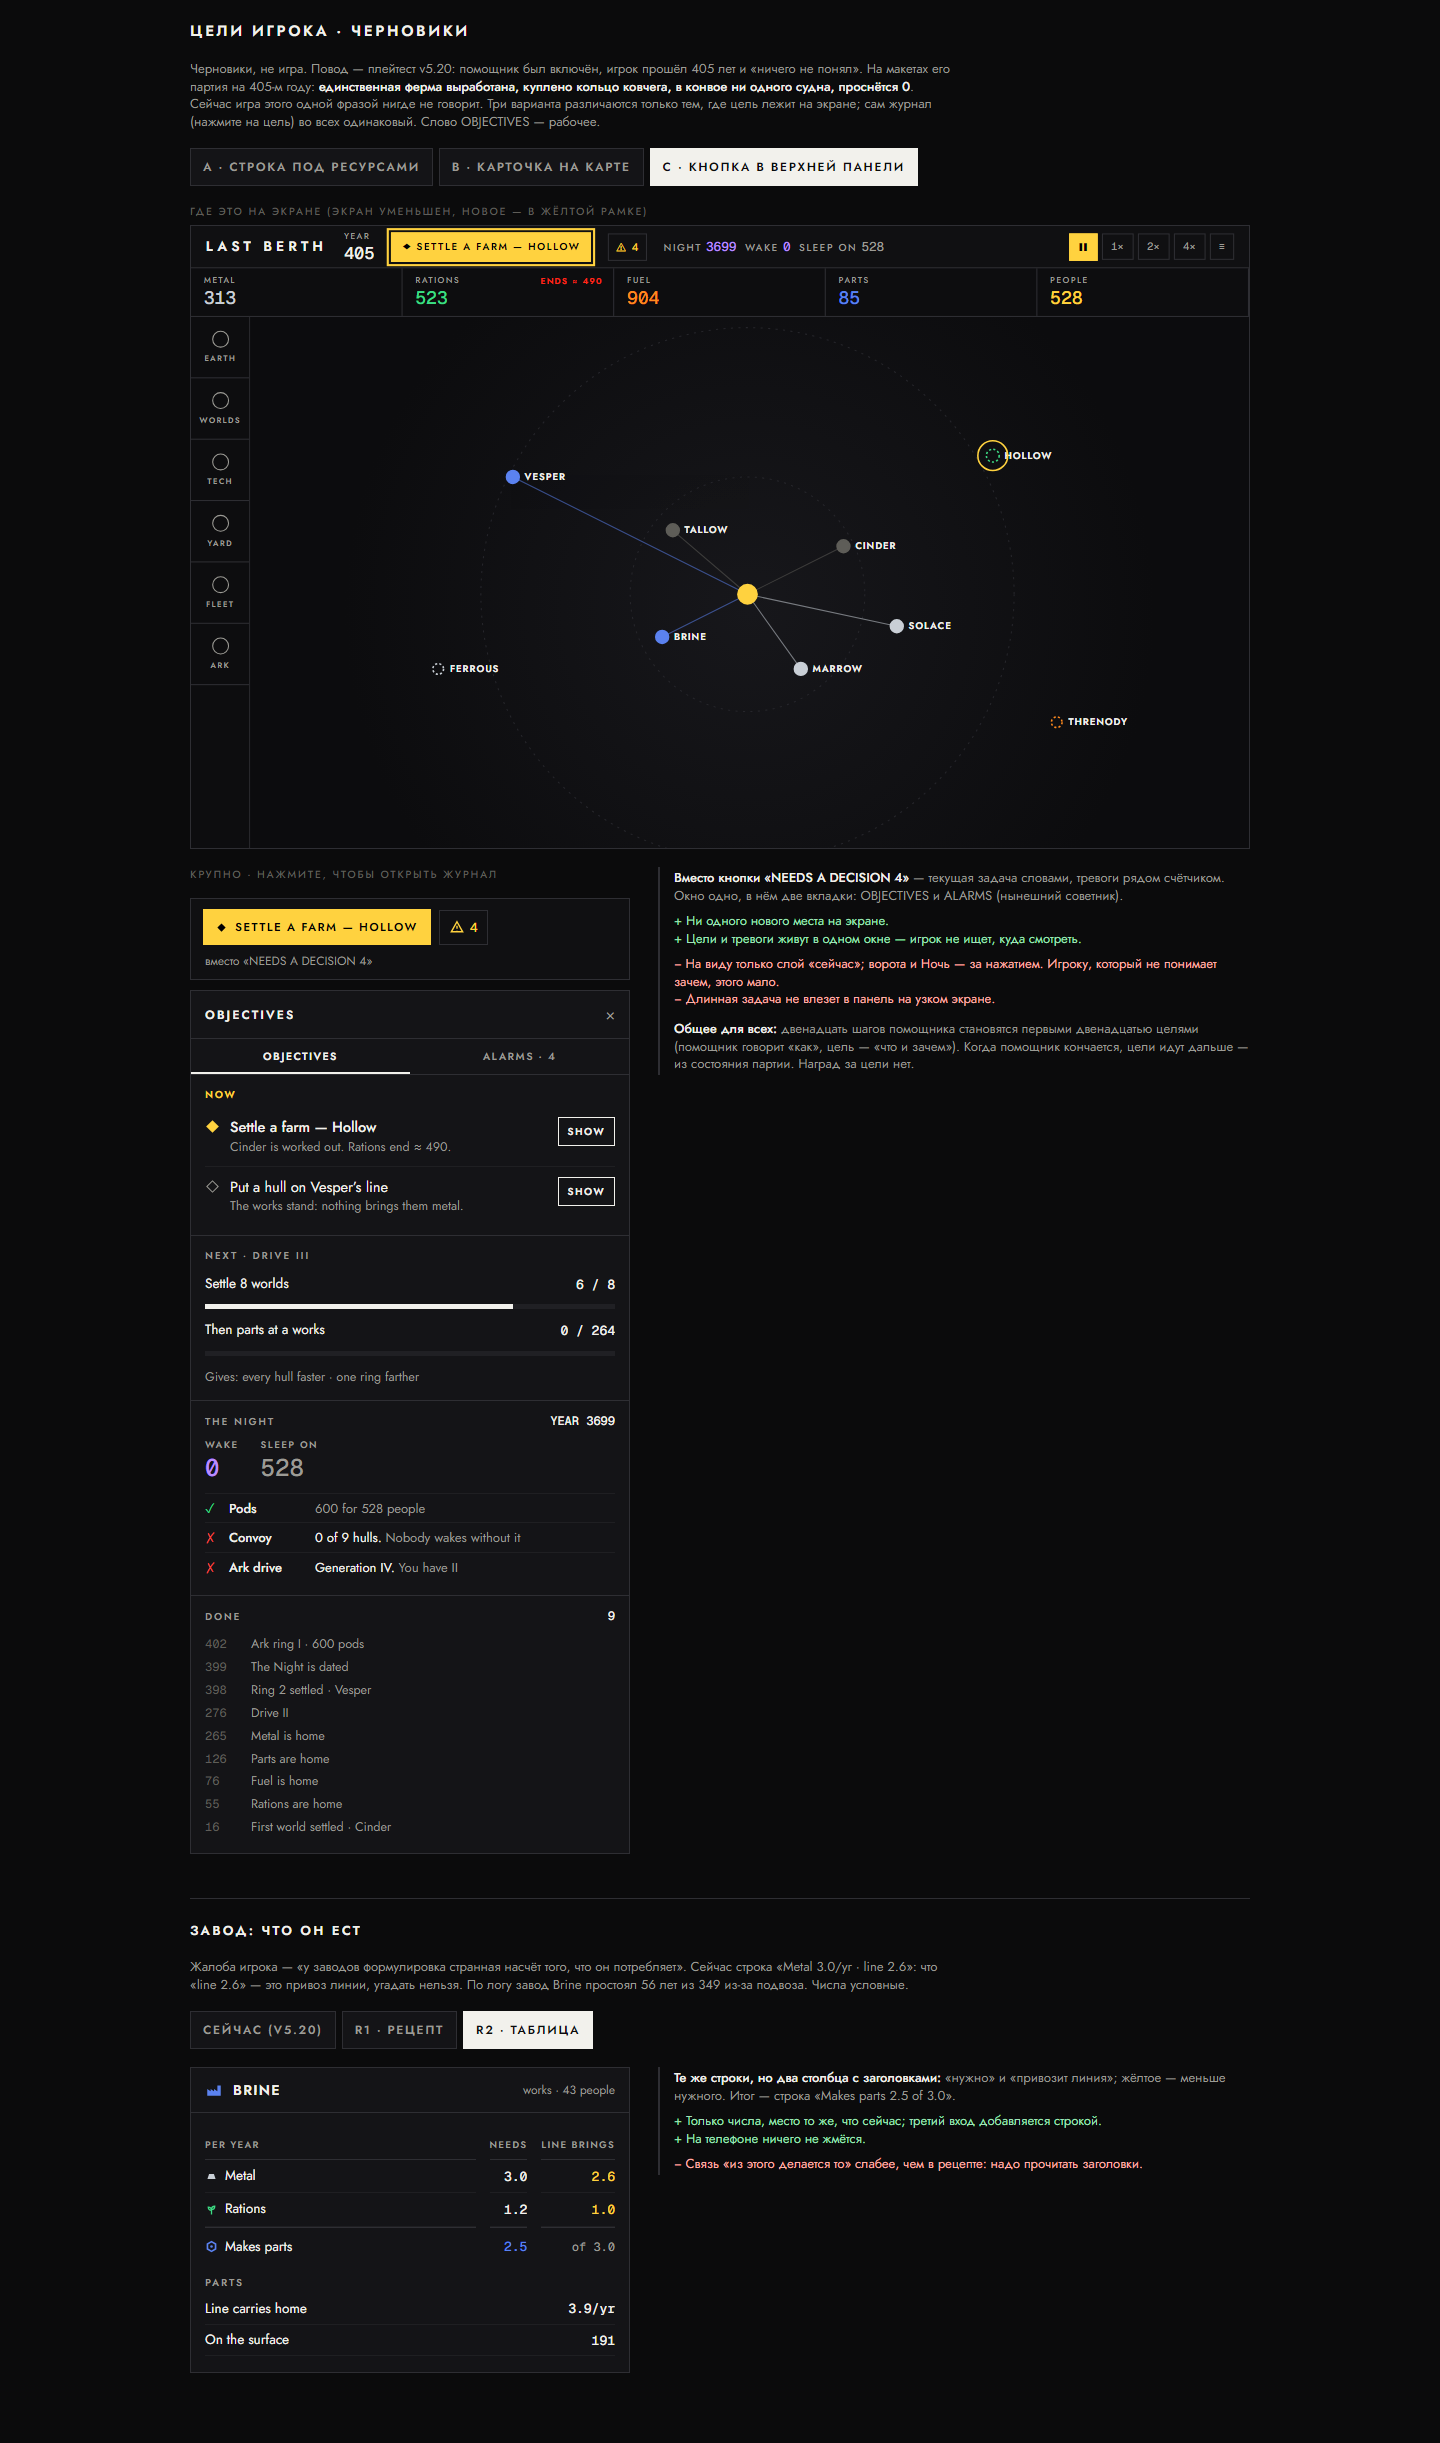 ЦЕЛИ ИГРОКА · ЧЕРНОВИКИ
Черновики, не игра. Повод — плейтест v5.20: помощник был включён, игрок прошёл 405 лет и «ничего не понял». На макетах его
партия на 405-м году: единственная ферма выработана, куплено кольцо ковчега, в конвое ни одного судна, проснётся 0.
Сейчас игра этого одной фразой нигде не говорит. Три варианта различаются только тем, где цель лежит на экране; сам журнал
(нажмите на цель) во всех одинаковый. Слово OBJECTIVES — рабочее.
A · СТРОКА ПОД РЕСУРСАМИ
B · КАРТОЧКА НА КАРТЕ
C · КНОПКА В ВЕРХНЕЙ ПАНЕЛИ
ГДЕ ЭТО НА ЭКРАНЕ (ЭКРАН УМЕНЬШЕН, НОВОЕ — В ЖЁЛТОЙ РАМКЕ)
LAST BERTH
YEAR
405
◆ SETTLE A FARM — HOLLOW
⚠ 4
NIGHT 3699 WAKE 0 SLEEP ON 528
1×
2×
4×
≡
METAL
313
RATIONS
ENDS ≈ 490
523
FUEL
904
PARTS
85
PEOPLE
528
EARTH
WORLDS
TECH
YARD
FLEET
ARK
HOLLOW
VESPER
TALLOW
CINDER
SOLACE
BRINE
MARROW
FERROUS
THRENODY
КРУПНО · НАЖМИТЕ, ЧТОБЫ ОТКРЫТЬ ЖУРНАЛ
◆ SETTLE A FARM — HOLLOW
⚠ 4
вместо «NEEDS A DECISION 4»
Вместо кнопки «NEEDS A DECISION 4» — текущая задача словами, тревоги рядом счётчиком.
Окно одно, в нём две вкладки: OBJECTIVES и ALARMS (нынешний советник).
+ Ни одного нового места на экране.
+ Цели и тревоги живут в одном окне — игрок не ищет, куда смотреть.
− На виду только слой «сейчас»; ворота и Ночь — за нажатием. Игроку, который не понимает
зачем, этого мало.
− Длинная задача не влезет в панель на узком экране.
Общее для всех: двенадцать шагов помощника становятся первыми двенадцатью целями
(помощник говорит «как», цель — «что и зачем»). Когда помощник кончается, цели идут дальше —
из состояния партии. Наград за цели нет.
OBJECTIVES
×
OBJECTIVES
ALARMS · 4
NOW
◆ Settle a farm — Hollow
SHOW
Cinder is worked out. Rations end ≈ 490.
◇ Put a hull on Vesper's line
SHOW
The works stand: nothing brings them metal.
NEXT · DRIVE III
Settle 8 worlds
6 / 8
Then parts at a works
0 / 264
Gives: every hull faster · one ring farther
THE NIGHT
YEAR 3699
WAKE
SLEEP ON
0
528
✓ Pods 600 for 528 people
✗ Convoy 0 of 9 hulls. Nobody wakes without it
✗ Ark drive Generation IV. You have II
DONE
9
402 Ark ring I · 600 pods
399 The Night is dated
398 Ring 2 settled · Vesper
276 Drive II
265 Metal is home
126 Parts are home
76 Fuel is home
55 Rations are home
16 First world settled · Cinder
ЗАВОД: ЧТО ОН ЕСТ
Жалоба игрока — «у заводов формулировка странная насчёт того, что он потребляет». Сейчас строка «Metal 3.0/yr · line 2.6»: что
«line 2.6» — это привоз линии, угадать нельзя. По логу завод Brine простоял 56 лет из 349 из-за подвоза. Числа условные.
СЕЙЧАС (V5.20)
R1 · РЕЦЕПТ
R2 · ТАБЛИЦА
BRINE
works · 43 people
PER YEAR
NEEDS
LINE BRINGS
Metal 3.0 2.6
Rations 1.2 1.0
Makes parts 2.5 of 3.0
PARTS
Line carries home 3.9/yr
On the surface 191
Те же строки, но два столбца с заголовками: «нужно» и «привозит линия»; жёлтое — меньше
нужного. Итог — строка «Makes parts 2.5 of 3.0».
+ Только числа, место то же, что сейчас; третий вход добавляется строкой.
+ На телефоне ничего не жмётся.
− Связь «из этого делается то» слабее, чем в рецепте: надо прочитать заголовки.